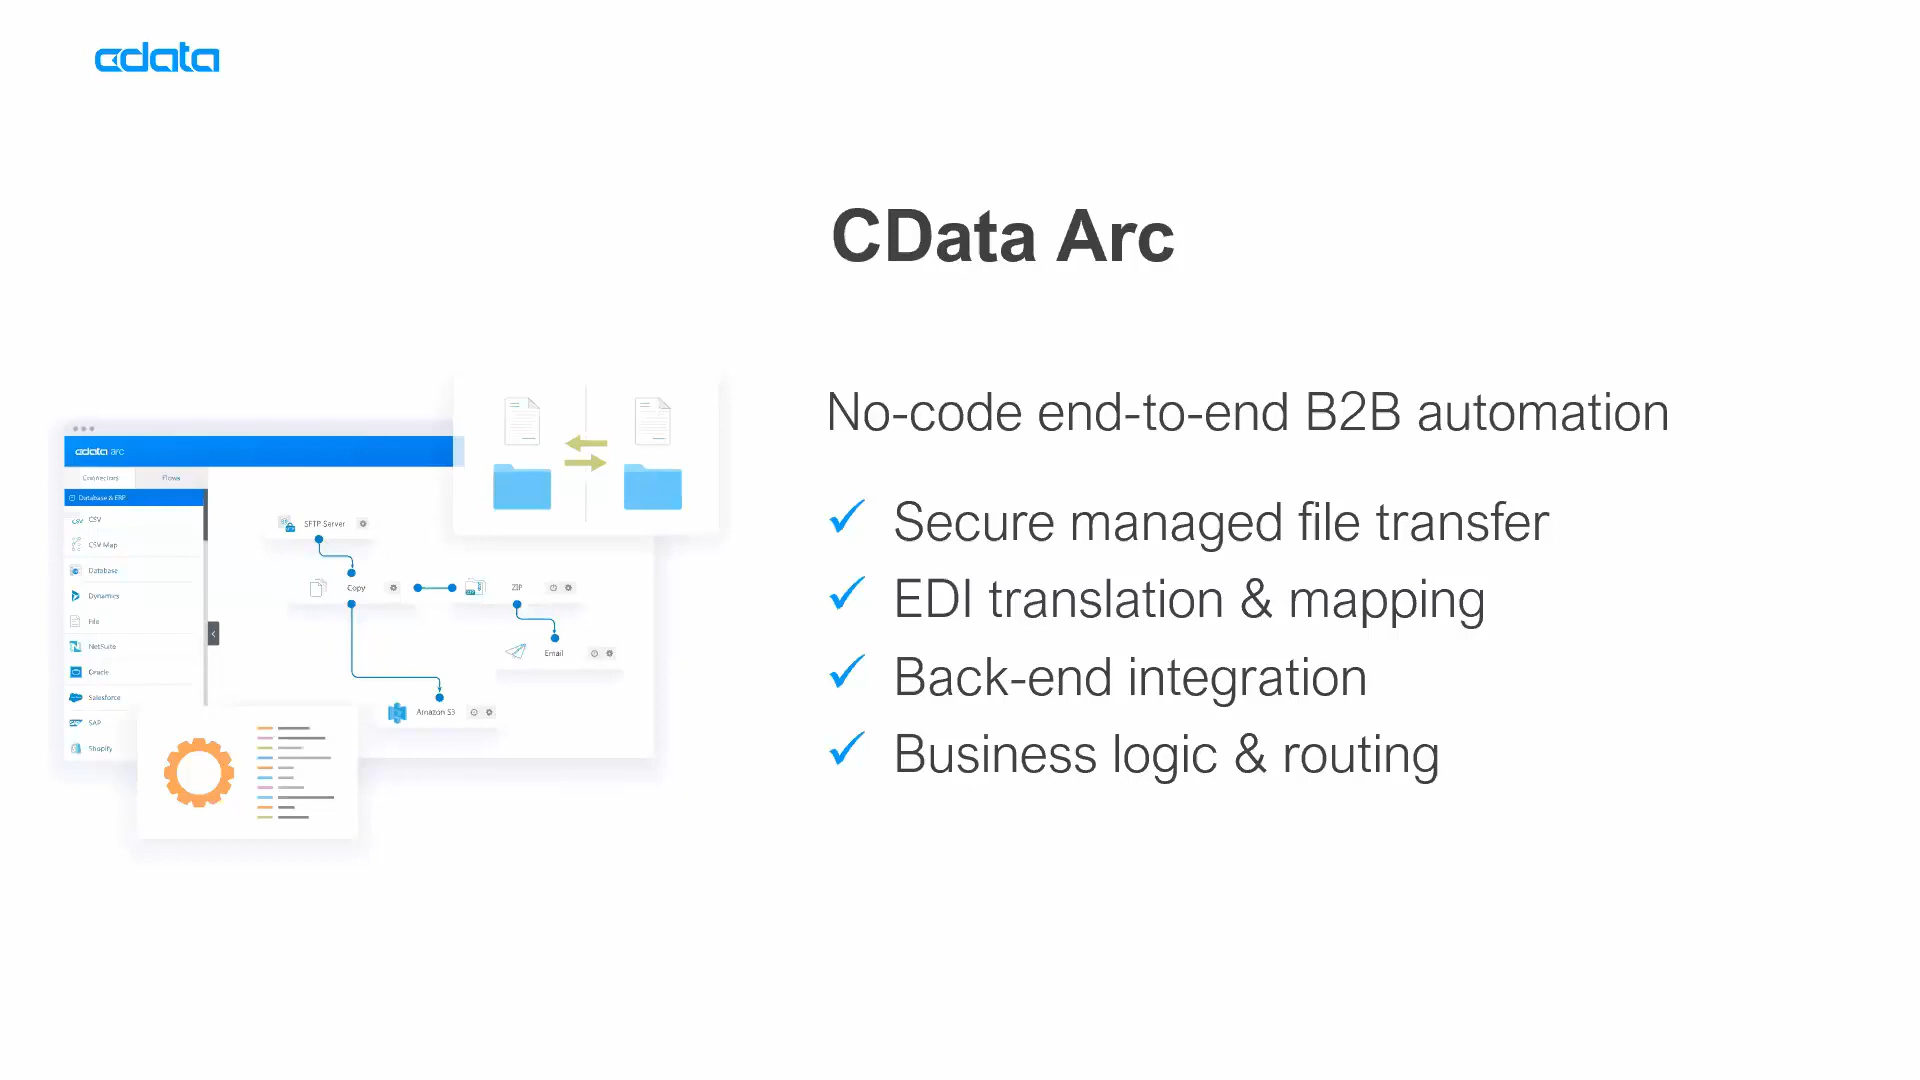 cdata
CData Arc
No-code end-to-end B2B automation
✓ Secure managed file transfer
✓ EDI translation & mapping
✓ Back-end integration
✓ Business logic & routing
cdata arc
Connectors Flows
Database & ERP
CSV CSV
CSV Map
Database
Dynamics
File
NetSuite
Oracle
Salesforce
SAP
Shopify
SFTP Server
Copy
ZIP
Email
Amazon S3